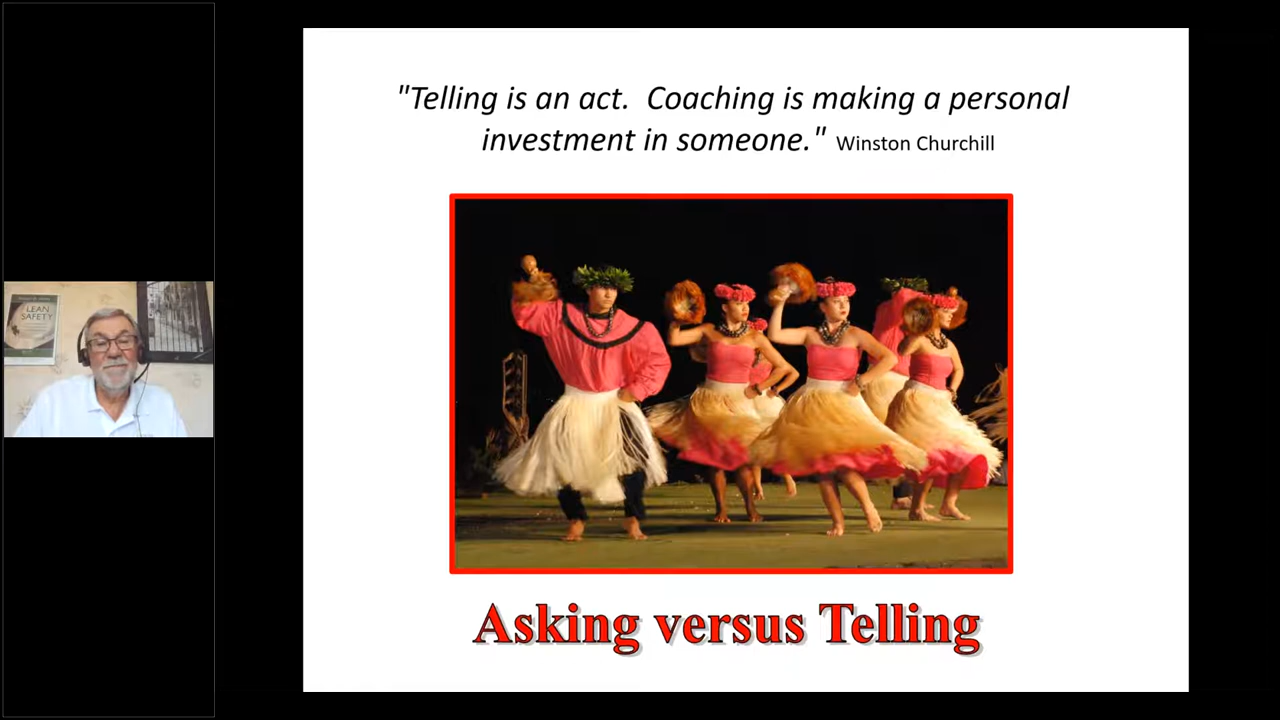 "Telling is an act.  Coaching is making a personal
investment in someone." Winston Churchill
LEAN
SAFETY
Asking versus Telling